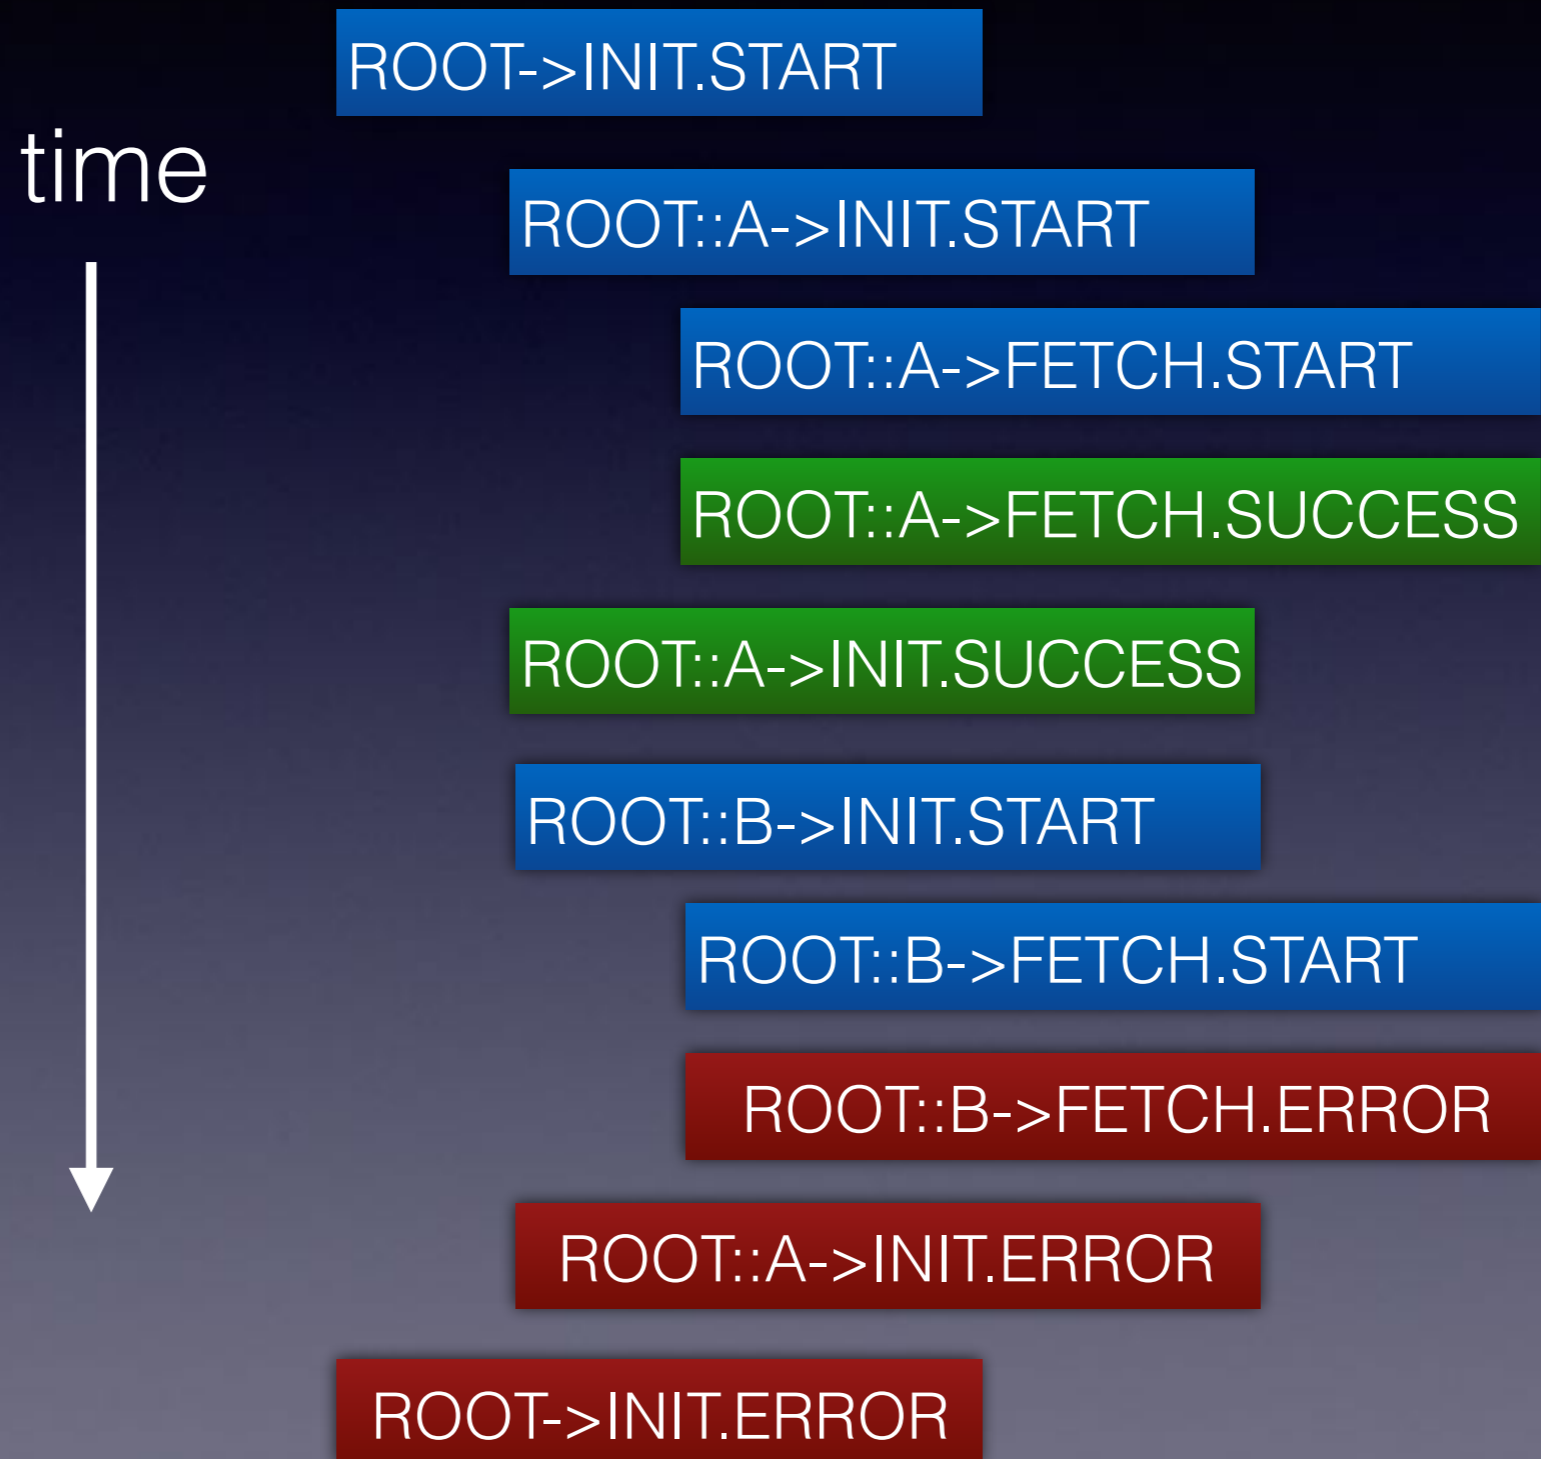 ROOT->INIT.START
time
ROOT::A->INIT.START
ROOT::A->FETCH.START
ROOT::A->FETCH.SUCCESS
ROOT::A->INIT.SUCCESS
ROOT::B->INIT.START
ROOT::B->FETCH.START
ROOT::B->FETCH.ERROR
ROOT::A->INIT.ERROR
ROOT->INIT.ERROR